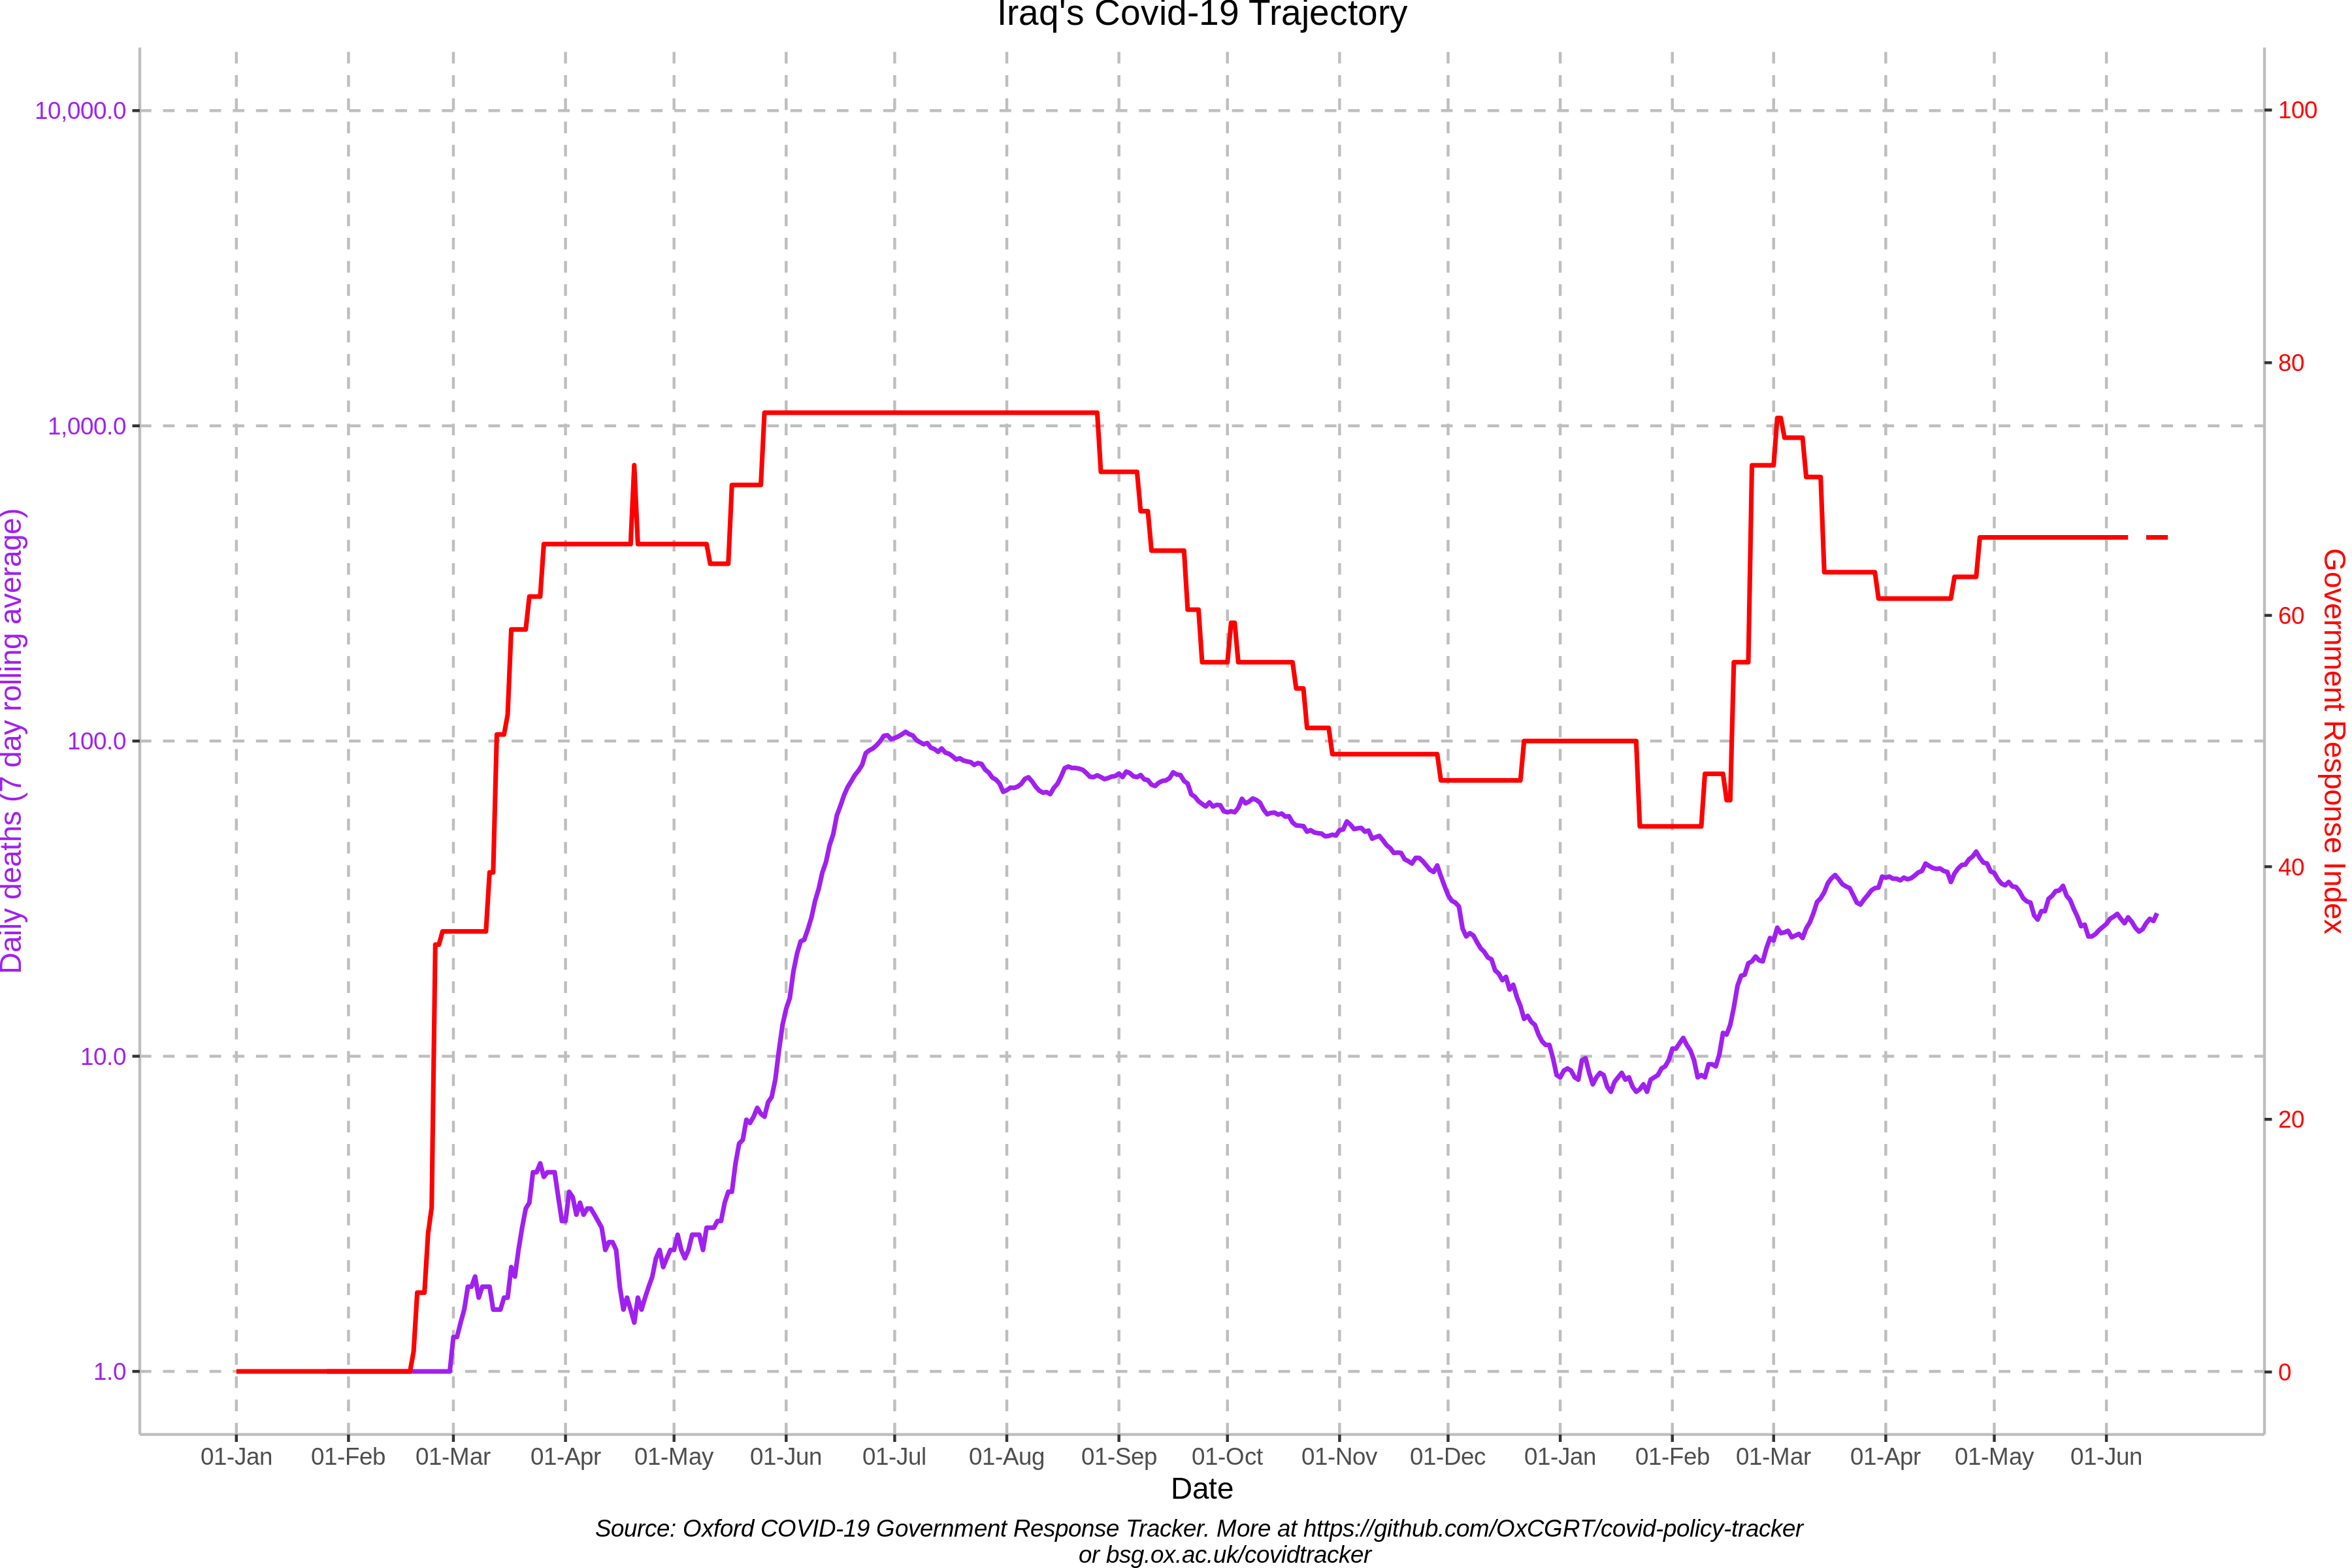 Iraq's Covid-19 Trajectory
10,000.0
1,000.0
100.0
10.0
1.0
Daily deaths (7 day rolling average)
100
80
60
40
20
0
Government Response Index
01-Jan 01-Feb 01-Mar 01-Apr 01-May 01-Jun 01-Jul 01-Aug 01-Sep 01-Oct 01-Nov 01-Dec 01-Jan 01-Feb 01-Mar 01-Apr 01-May 01-Jun
Date
Source: Oxford COVID-19 Government Response Tracker. More at https://github.com/OxCGRT/covid-policy-tracker
or bsg.ox.ac.uk/covidtracker